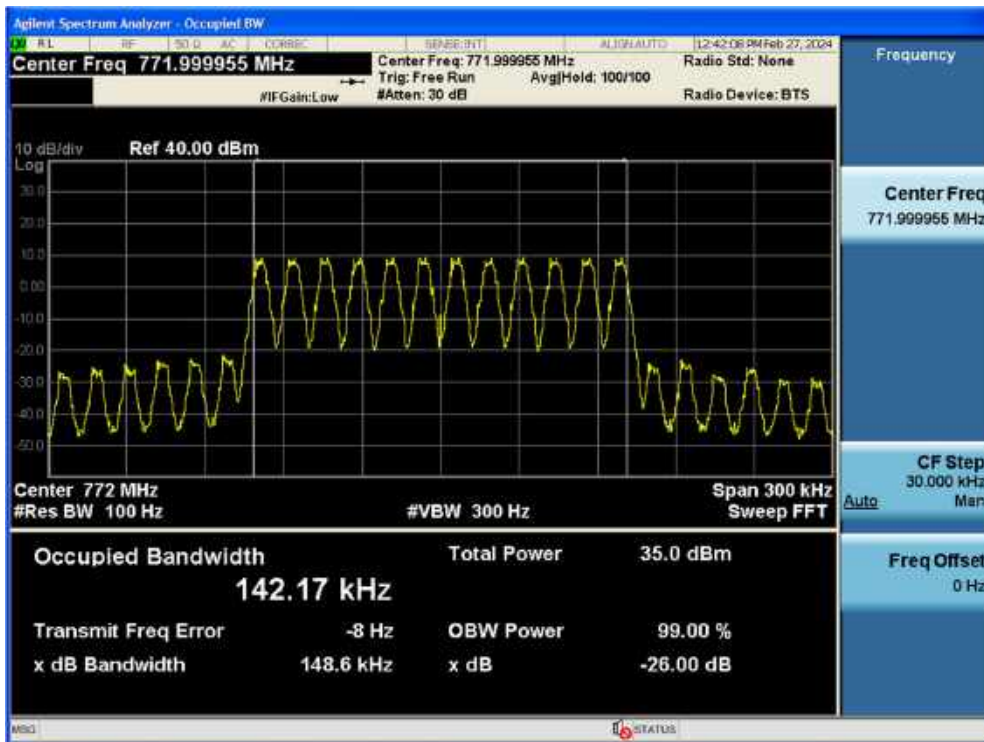 Agilent Spectrum Analyzer - Occupied BW
RL RF 50 Ω AC CORREC SENSE:INT ALIGN AUTO 12:42:06 PM Feb 27, 2024
Center Freq 771.999955 MHz
Center Freq: 771.999955 MHz
Radio Std: None
Trig: Free Run Avg|Hold: 100/100
#IFGain:Low
#Atten: 30 dB
Radio Device: BTS
10 dB/div Ref 40.00 dBm
Log
30.0
20.0
10.0
0.00
-10.0
-20.0
-30.0
-40.0
-50.0
Center 772 MHz
Span 300 kHz
#Res BW 100 Hz
#VBW 300 Hz
Sweep FFT
Occupied Bandwidth
142.17 kHz
Total Power 35.0 dBm
Transmit Freq Error -8 Hz
OBW Power 99.00 %
x dB Bandwidth 148.6 kHz
x dB -26.00 dB
MSG
STATUS
Frequency
Center Freq
771.999955 MHz
CF Step
30.000 kHz
Auto Man
Freq Offset
0 Hz